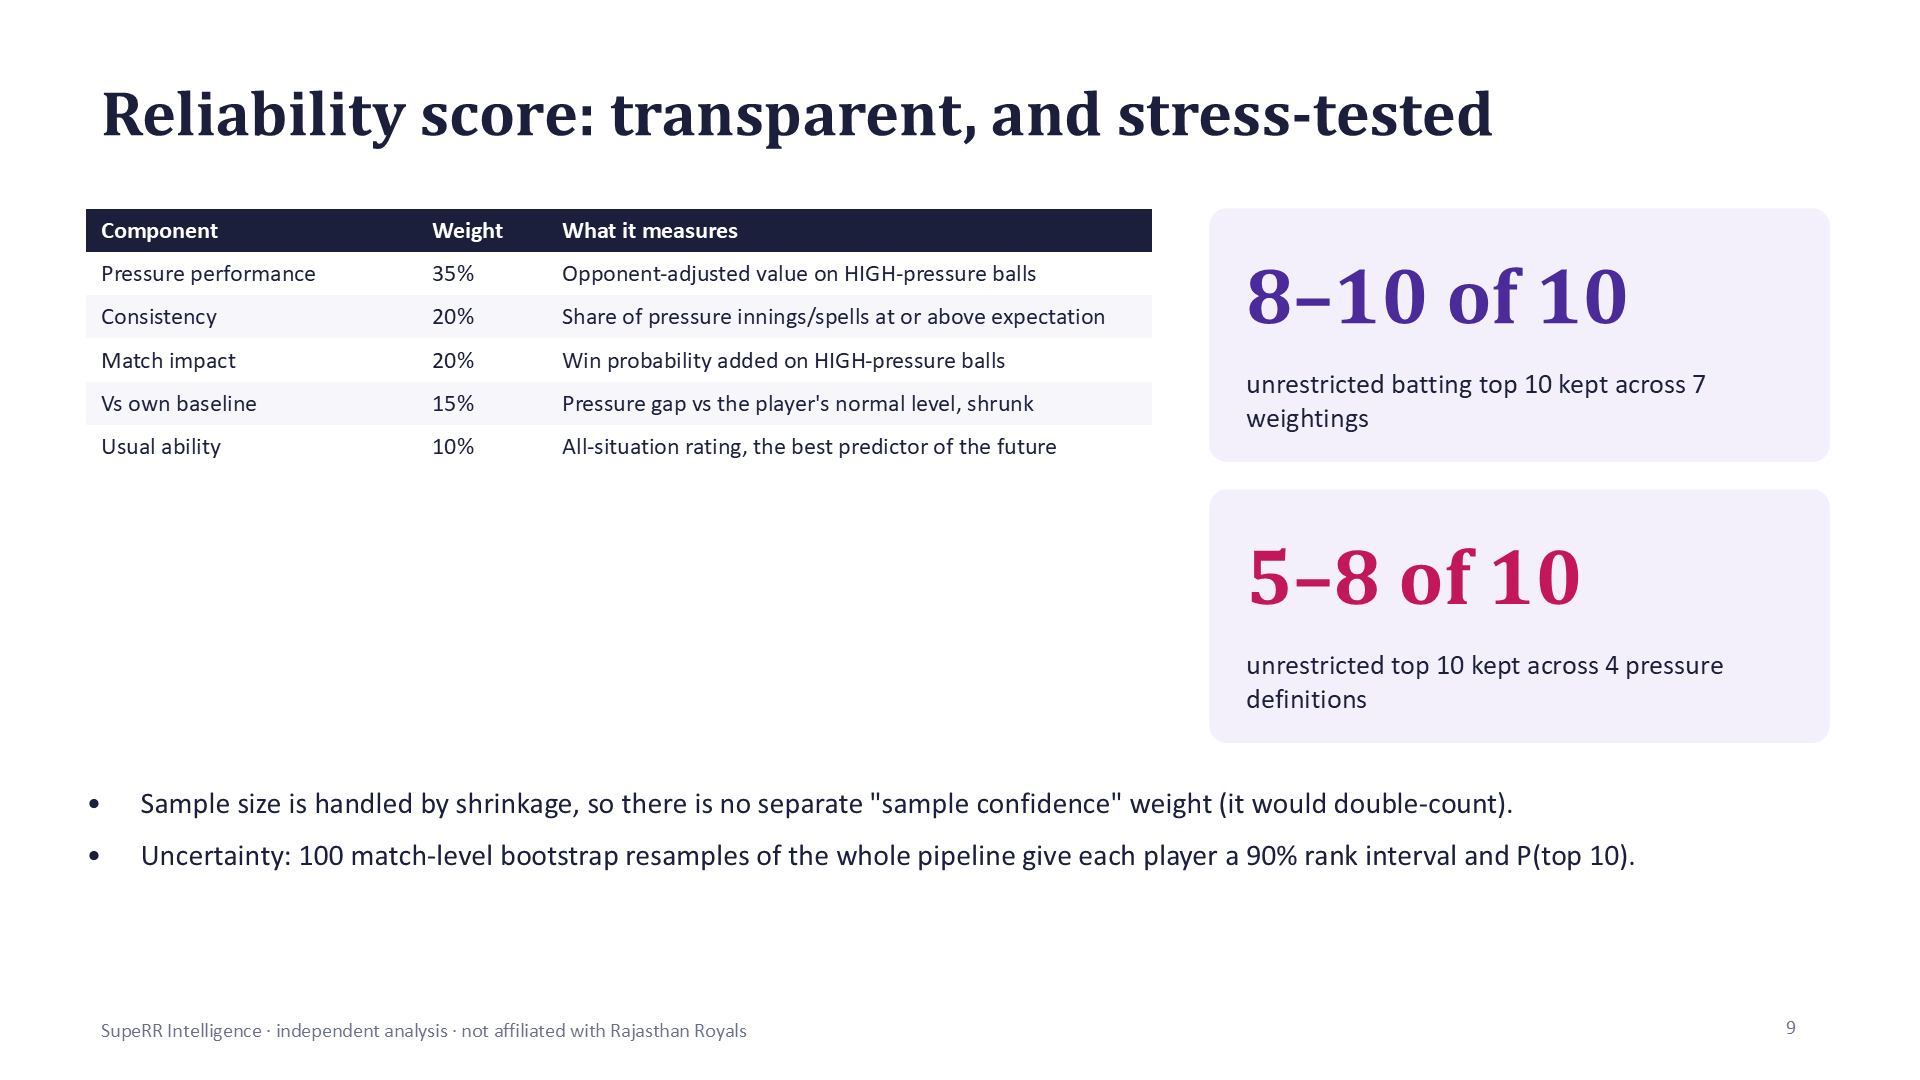 Reliability score: transparent, and stress-tested
Component Weight What it measures
Pressure performance 35% Opponent-adjusted value on HIGH-pressure balls
Consistency 20% Share of pressure innings/spells at or above expectation
Match impact 20% Win probability added on HIGH-pressure balls
Vs own baseline 15% Pressure gap vs the player's normal level, shrunk
Usual ability 10% All-situation rating, the best predictor of the future
8–10 of 10
unrestricted batting top 10 kept across 7
weightings
5–8 of 10
unrestricted top 10 kept across 4 pressure
definitions
• Sample size is handled by shrinkage, so there is no separate "sample confidence" weight (it would double-count).
• Uncertainty: 100 match-level bootstrap resamples of the whole pipeline give each player a 90% rank interval and P(top 10).
SupeRR Intelligence · independent analysis · not affiliated with Rajasthan Royals
9